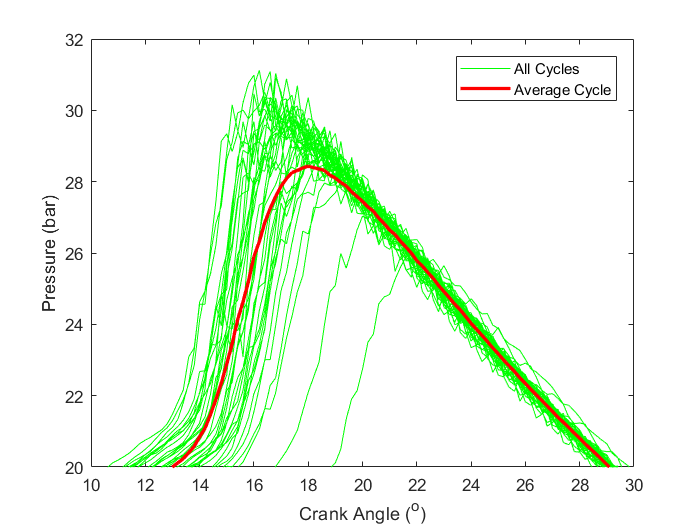 32
30
28
26
24
22
20
Pressure (bar)
10 12 14 16 18 20 22 24 26 28 30
Crank Angle (°)
All Cycles
Average Cycle